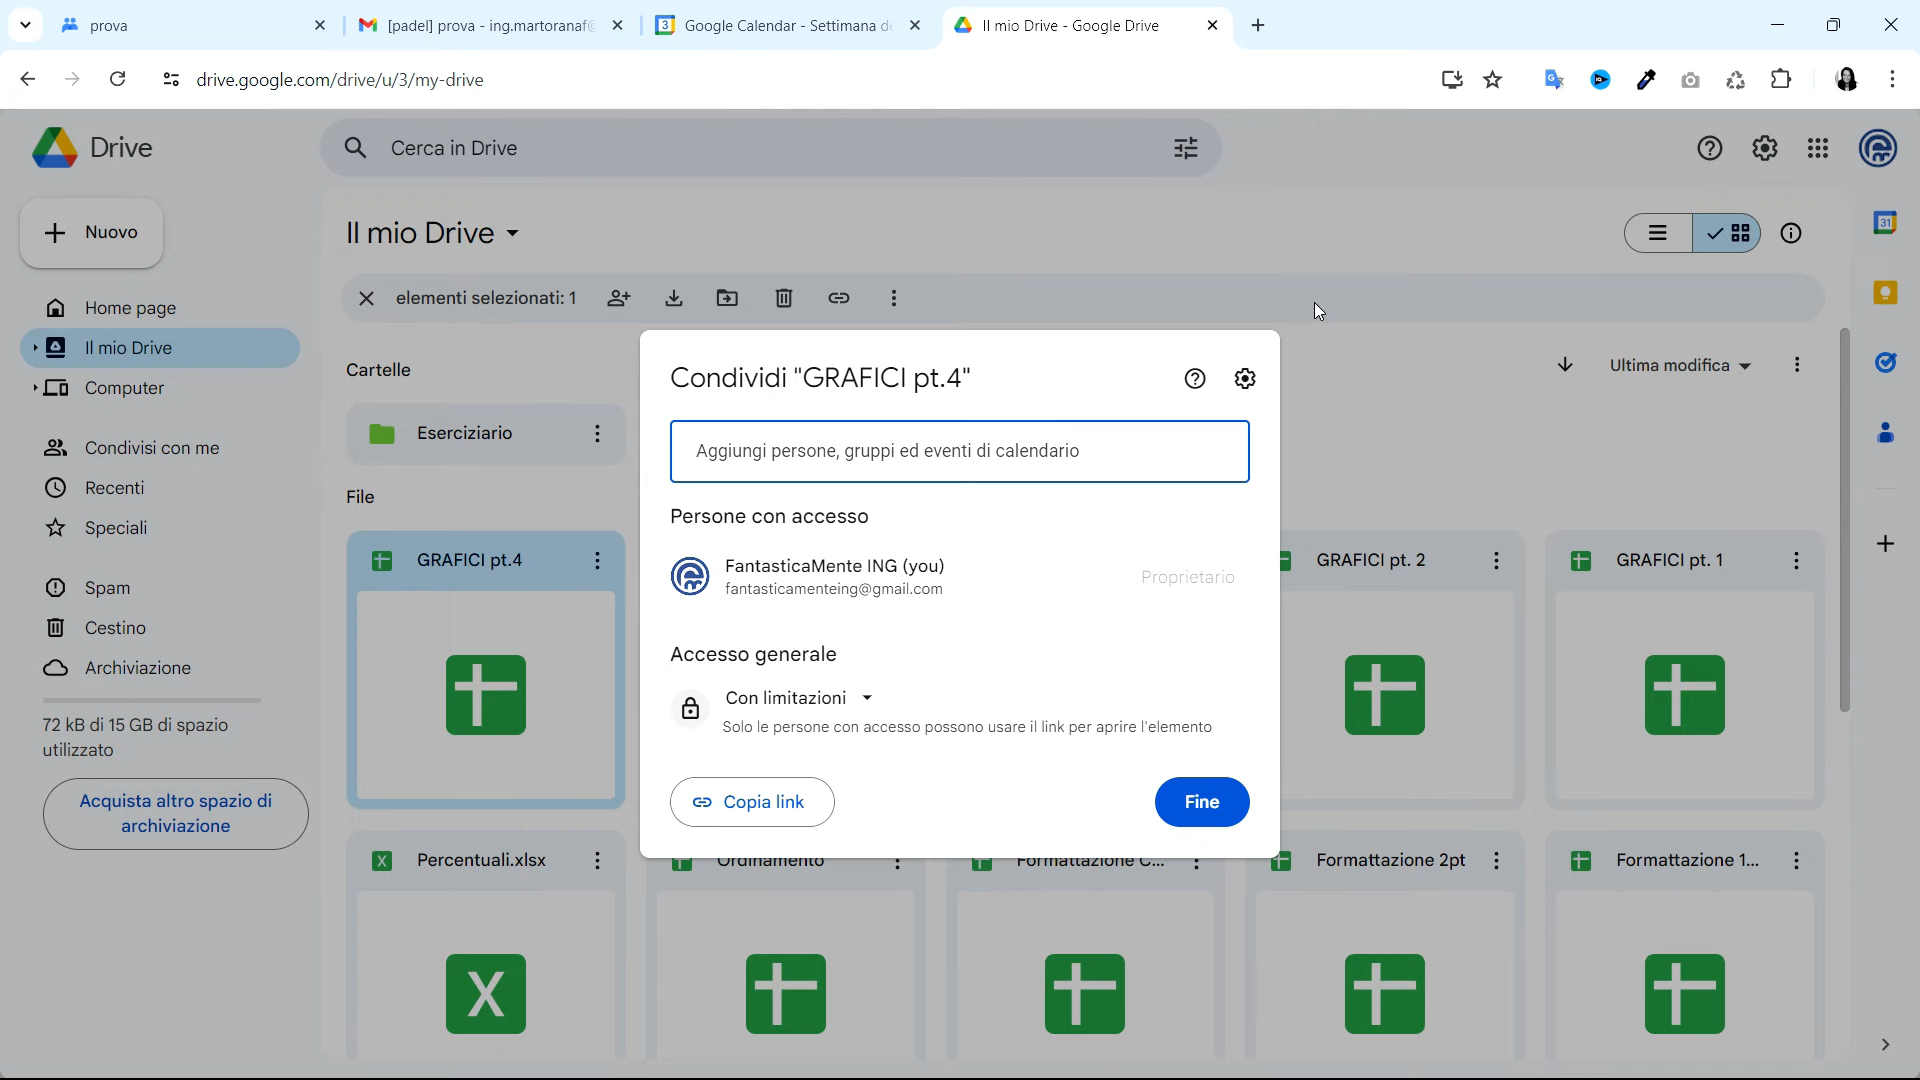 prova
[padel] prova - ing.martoranaf@
3
Google Calendar - Settimana de
Il mio Drive - Google Drive
drive.google.com/drive/u/3/my-drive
Drive
Cerca in Drive
Nuovo
Il mio Drive
31
elementi selezionati: 1
Home page
Il mio Drive
Computer
Condivisi con me
Recenti
Speciali
Spam
Cestino
Archiviazione
72 kB di 15 GB di spazio
utilizzato
Acquista altro spazio di
archiviazione
Cartelle
Ultima modifica
Eserciziario
File
GRAFICI pt.4
GRAFICI pt. 2
GRAFICI pt. 1
Condividi "GRAFICI pt.4"
Aggiungi persone, gruppi ed eventi di calendario
Persone con accesso
FantasticaMente ING (you)
fantasticamenteing@gmail.com
Proprietario
Accesso generale
Con limitazioni
Solo le persone con accesso possono usare il link per aprire l'elemento
Copia link
Fine
X
Percentuali.xlsx
Ordinamento
Formattazione C...
Formattazione 2pt
Formattazione 1...
X